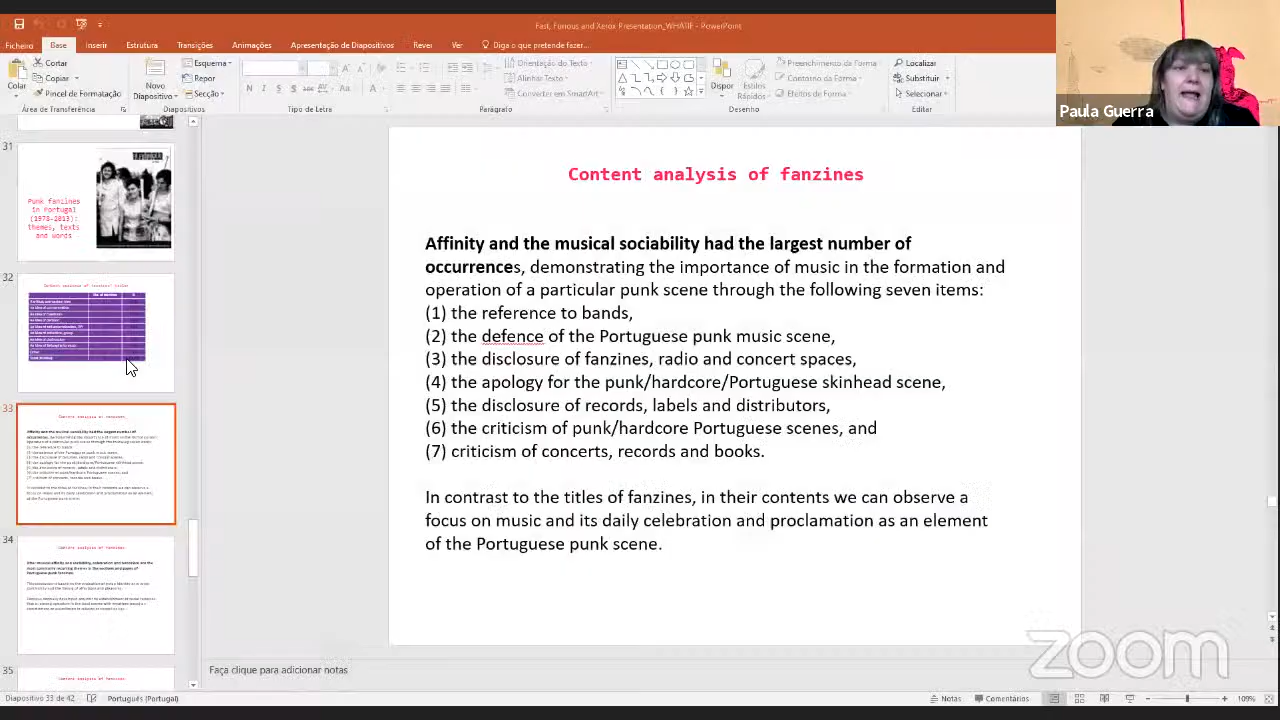 Fast, Furious and Xerox Presentation_WHATIF - PowerPoint
Ficheiro Base Inserir Estrutura Transições Animações Apresentação de Diapositivos Rever Ver Diga o que pretende fazer...
Colar
Cortar
Copiar
Pincel de Formatação
Área de Transferência
Novo
Diapositivo
Esquema
Repor
Secção
Diapositivos
N I S S abc AV Aa A
Tipo de Letra
Orientação do Texto
Alinhar Texto
Converter em SmartArt
Parágrafo
Dispor
Estilos
Rápidos
Preenchimento da Forma
Contorno da Forma
Efeitos de Forma
Desenho
Localizar
Substituir
Selecionar
Editar
Paula Guerra
31
Punk fanzines
in Portugal
(1978-2013):
themes, texts
and words
32
33
34
35
Content analysis of fanzines
Affinity and the musical sociability had the largest number of
occurrences, demonstrating the importance of music in the formation and
operation of a particular punk scene through the following seven items:
(1) the reference to bands,
(2) the defence of the Portuguese punk music scene,
(3) the disclosure of fanzines, radio and concert spaces,
(4) the apology for the punk/hardcore/Portuguese skinhead scene,
(5) the disclosure of records, labels and distributors,
(6) the criticism of punk/hardcore Portuguese scenes, and
(7) criticism of concerts, records and books.
In contrast to the titles of fanzines, in their contents we can observe a
focus on music and its daily celebration and proclamation as an element
of the Portuguese punk scene.
zoom
Faça clique para adicionar notas
Diapositivo 33 de 42 Português (Portugal) Notas Comentários 109%